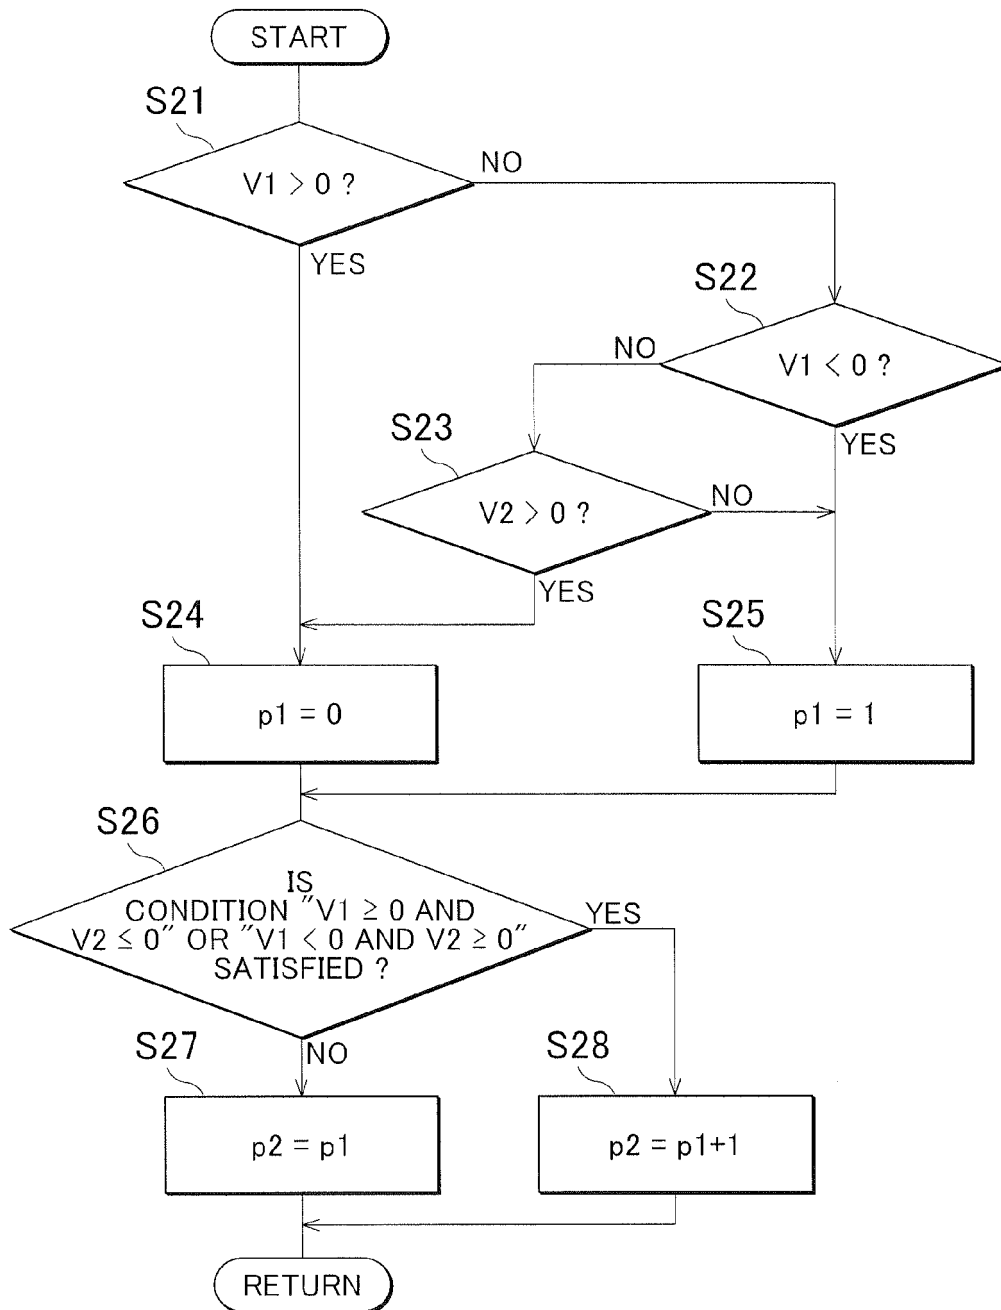 START
S21
V1 > 0 ?
NO
YES
S22
V1 < 0 ?
NO
YES
S23
V2 > 0 ?
NO
YES
S24
p1 = 0
S25
p1 = 1
S26
IS
CONDITION "V1 ≥ 0 AND
V2 ≤ 0" OR "V1 < 0 AND V2 ≥ 0"
SATISFIED ?
YES
NO
S27
p2 = p1
S28
p2 = p1+1
RETURN